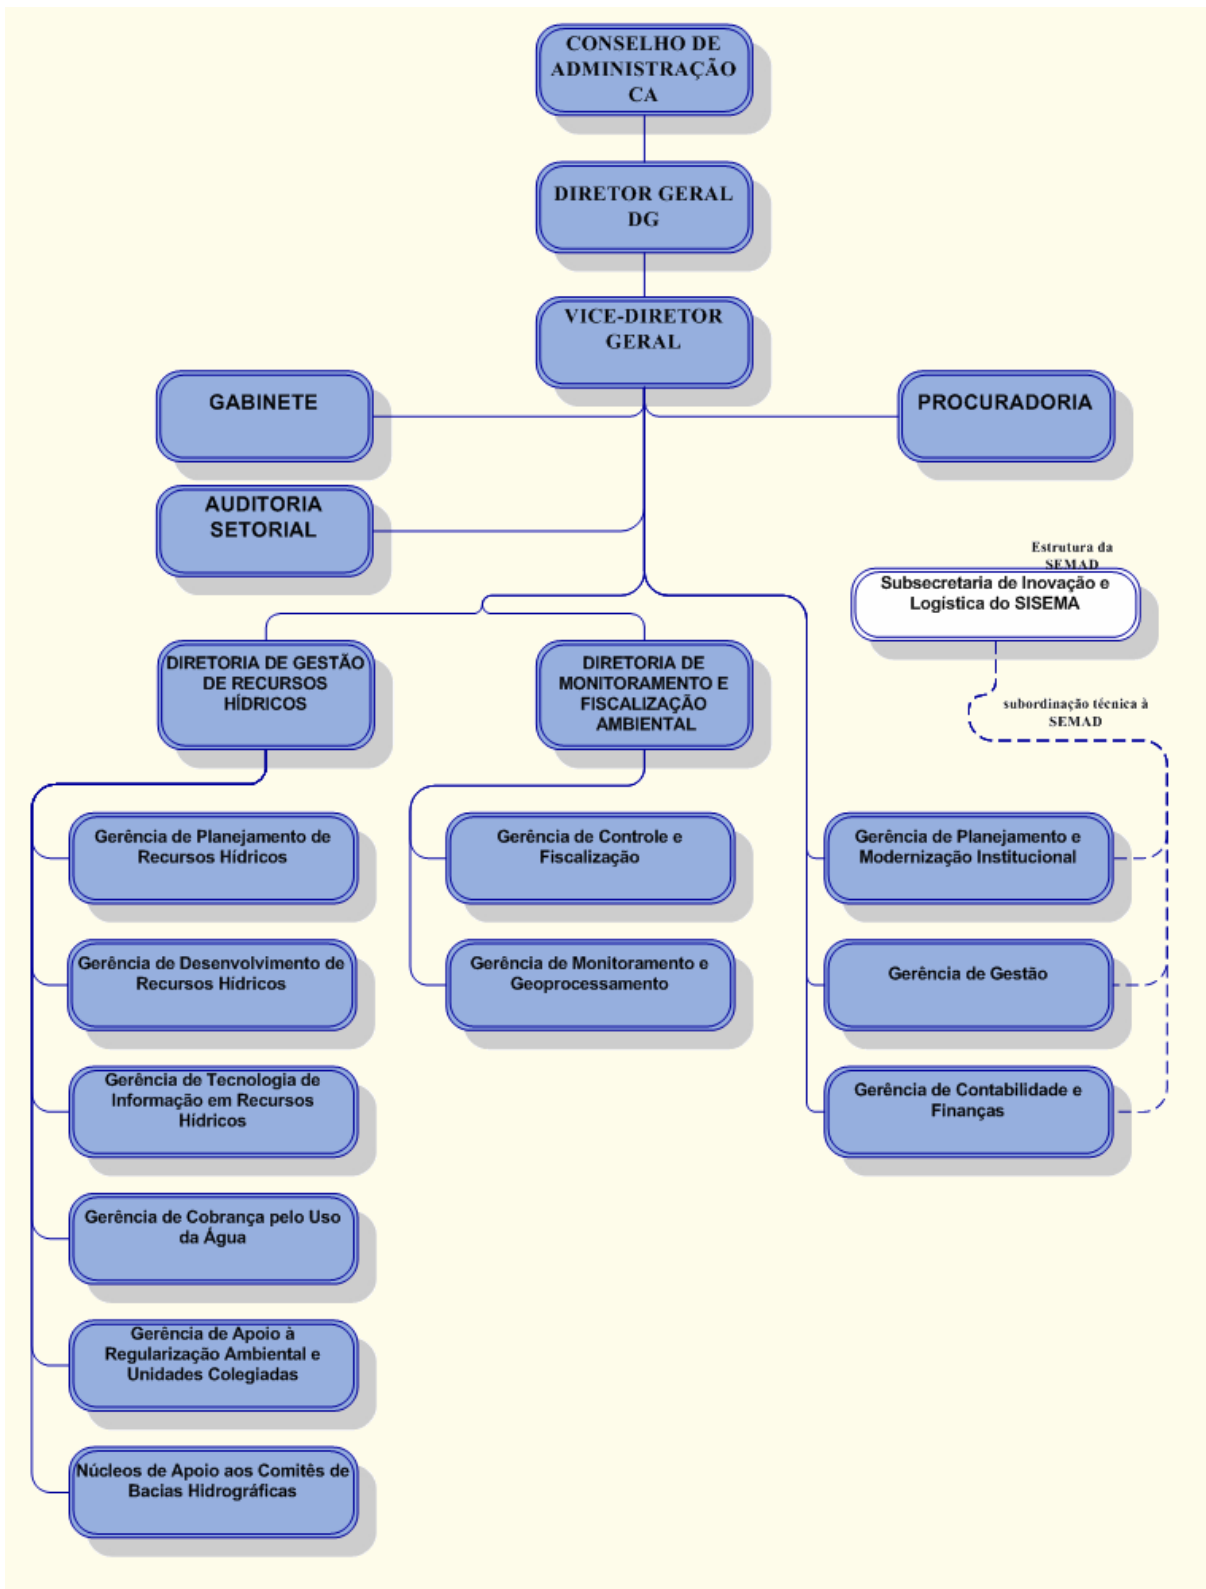 CONSELHO DE
ADMINISTRAÇÃO
CA
DIRETOR GERAL
DG
VICE-DIRETOR
GERAL
GABINETE
PROCURADORIA
AUDITORIA
SETORIAL
Estrutura da
SEMAD
Subsecretaria de Inovação e
Logística do SISEMA
DIRETORIA DE GESTÃO
DE RECURSOS
HÍDRICOS
DIRETORIA DE
MONITORAMENTO E
FISCALIZAÇÃO
AMBIENTAL
subordinação técnica à
SEMAD
Gerência de Planejamento de
Recursos Hídricos
Gerência de Controle e
Fiscalização
Gerência de Planejamento e
Modernização Institucional
Gerência de Desenvolvimento de
Recursos Hídricos
Gerência de Monitoramento e
Geoprocessamento
Gerência de Gestão
Gerência de Tecnologia de
Informação em Recursos
Hídricos
Gerência de Contabilidade e
Finanças
Gerência de Cobrança pelo Uso
da Água
Gerência de Apoio à
Regularização Ambiental e
Unidades Colegiadas
Núcleos de Apoio aos Comitês de
Bacias Hidrográficas